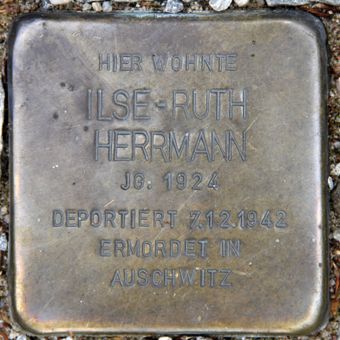 HIER WOHNTE
ILSE-RUTH
HERRMANN
JG. 1924
DEPORTIERT 7.12.1942
ERMORDET IN
AUSCHWITZ